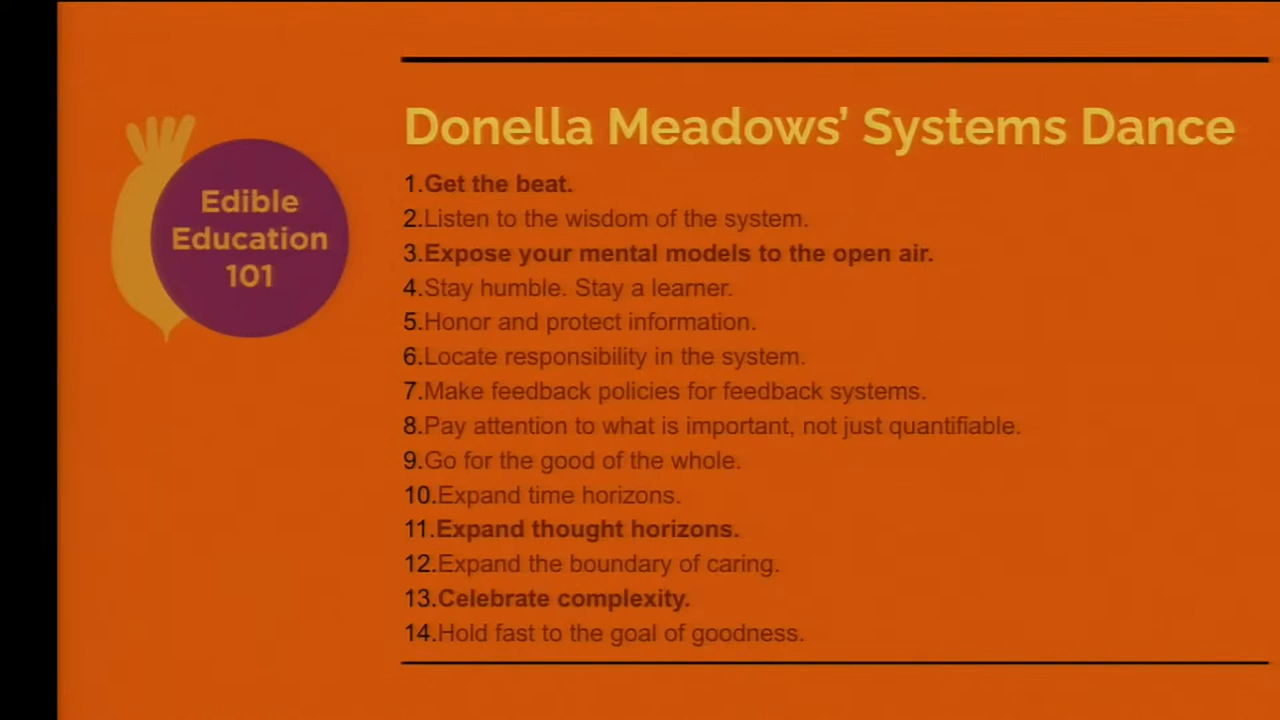 Edible
Education
101
Donella Meadows’ Systems Dance
1.Get the beat.
2.Listen to the wisdom of the system.
3.Expose your mental models to the open air.
4.Stay humble. Stay a learner.
5.Honor and protect information.
6.Locate responsibility in the system.
7.Make feedback policies for feedback systems.
8.Pay attention to what is important, not just quantifiable.
9.Go for the good of the whole.
10.Expand time horizons.
11.Expand thought horizons.
12.Expand the boundary of caring.
13.Celebrate complexity.
14.Hold fast to the goal of goodness.